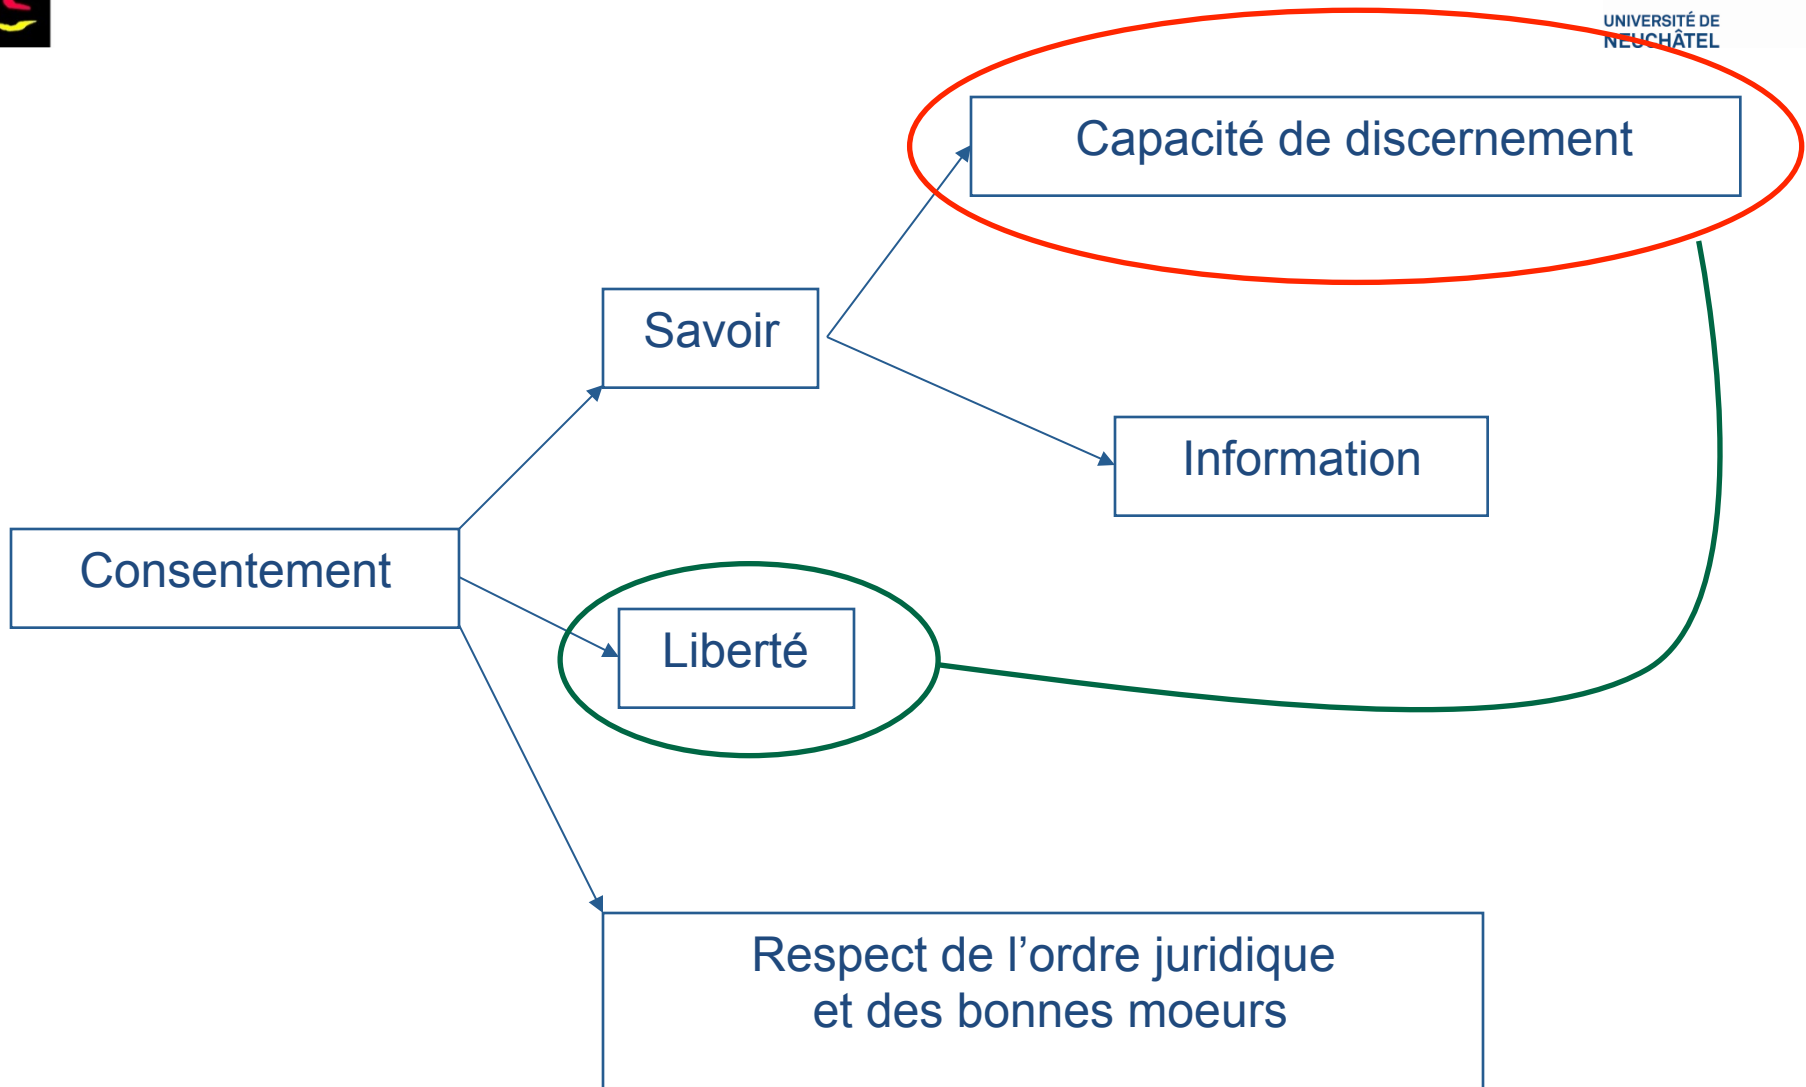 UNIVERSITÉ DE
NEUCHÂTEL
Capacité de discernement
Savoir
Information
Consentement
Liberté
Respect de l’ordre juridique
et des bonnes moeurs